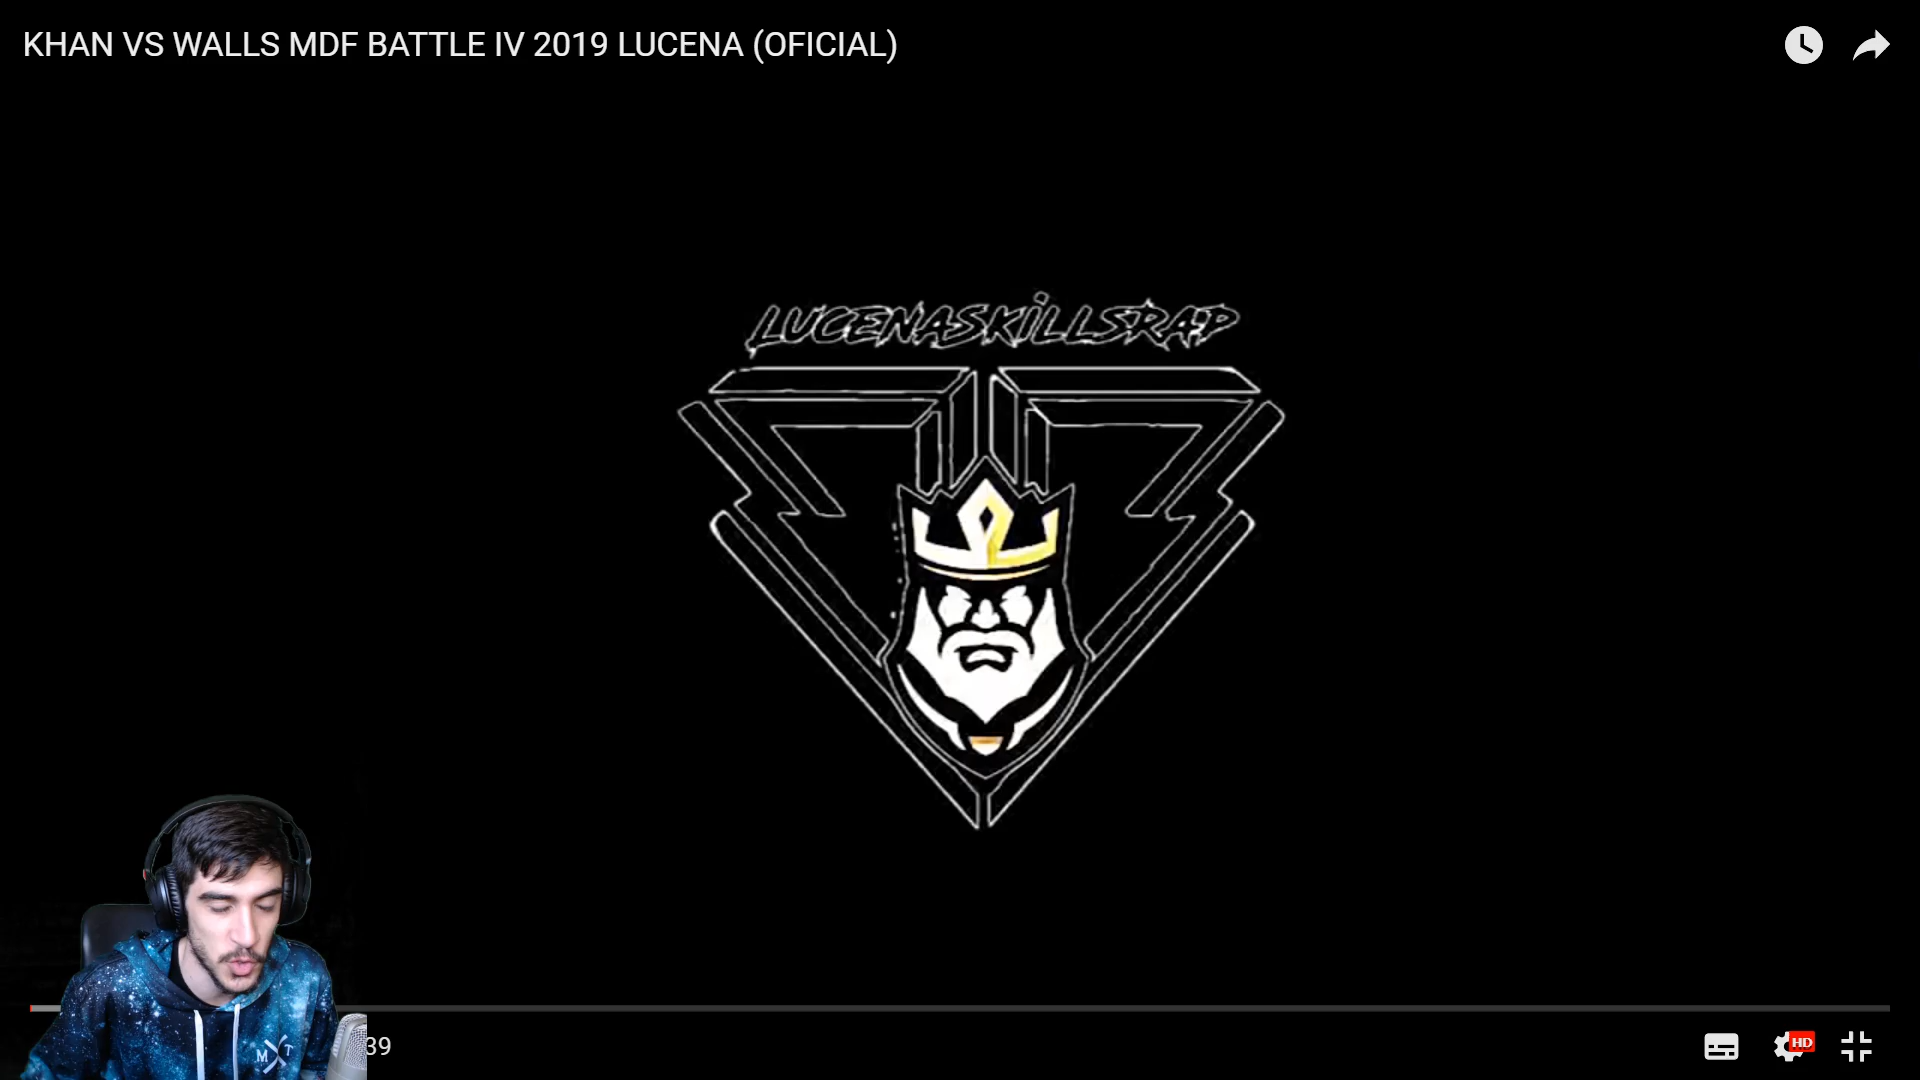 KHAN VS WALLS MDF BATTLE IV 2019 LUCENA (OFICIAL)
LUCENASKILLSRAP
M T
39
HD